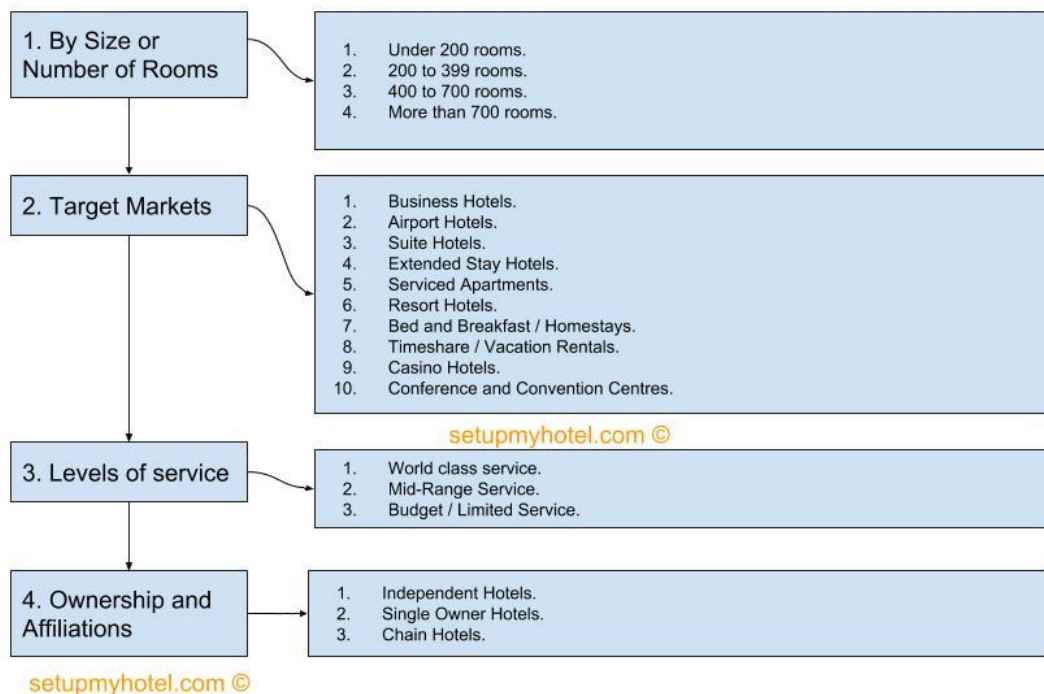 1. By Size or
Number of Rooms
1. Under 200 rooms.
2. 200 to 399 rooms.
3. 400 to 700 rooms.
4. More than 700 rooms.
2. Target Markets
1. Business Hotels.
2. Airport Hotels.
3. Suite Hotels.
4. Extended Stay Hotels.
5. Serviced Apartments.
6. Resort Hotels.
7. Bed and Breakfast / Homestays.
8. Timeshare / Vacation Rentals.
9. Casino Hotels.
10. Conference and Convention Centres.
setupmyhotel.com ©
3. Levels of service
1. World class service.
2. Mid-Range Service.
3. Budget / Limited Service.
4. Ownership and
Affiliations
1. Independent Hotels.
2. Single Owner Hotels.
3. Chain Hotels.
setupmyhotel.com ©